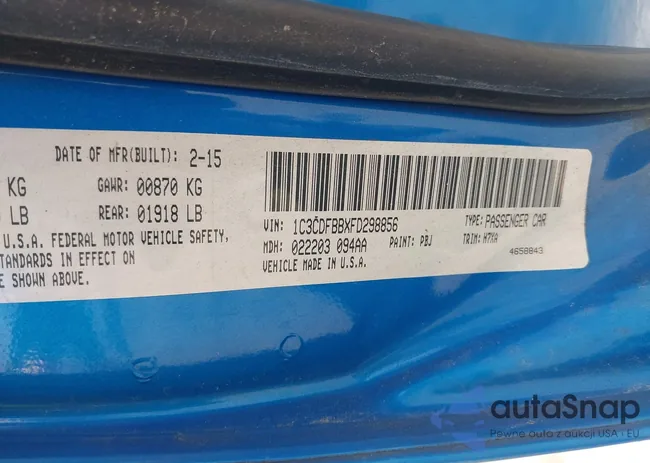 DATE OF MFR(BUILT): 2-15
KG GAWR: 00870 KG
LB REAR: 01918 LB
U.S.A. FEDERAL MOTOR VEHICLE SAFETY,
STANDARDS IN EFFECT ON
SHOWN ABOVE.
VIN: 1C3CDFBBXFD298856 TYPE: PASSENGER CAR
MDH: 022203 094AA PAINT: PBJ TRIM: H7XA
VEHICLE MADE IN U.S.A. 4658843
autoSnap
Pewne auto z aukcji USA i EU